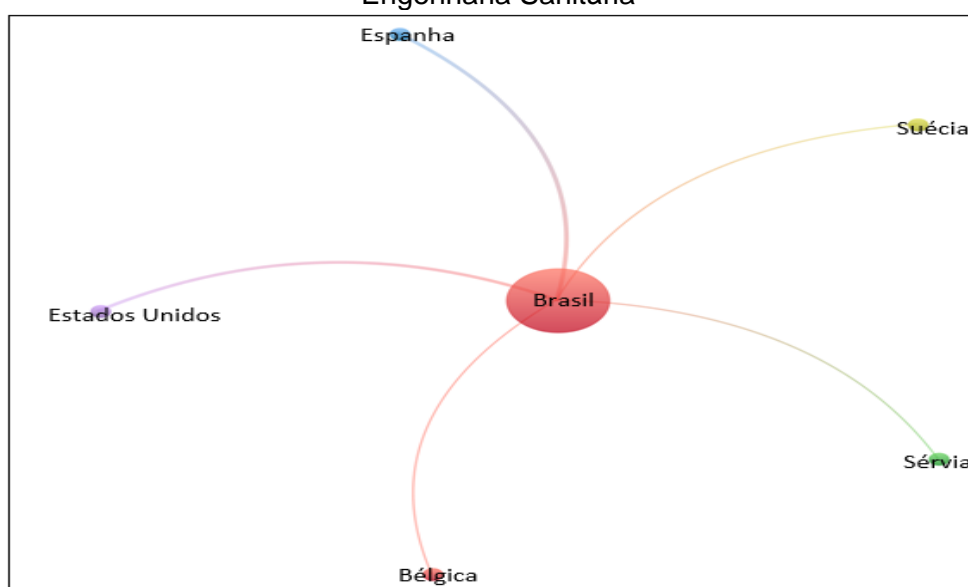 Engenharia Sanitária
Espanha
Suécia
Brasil
Estados Unidos
Sérvia
Bélgica